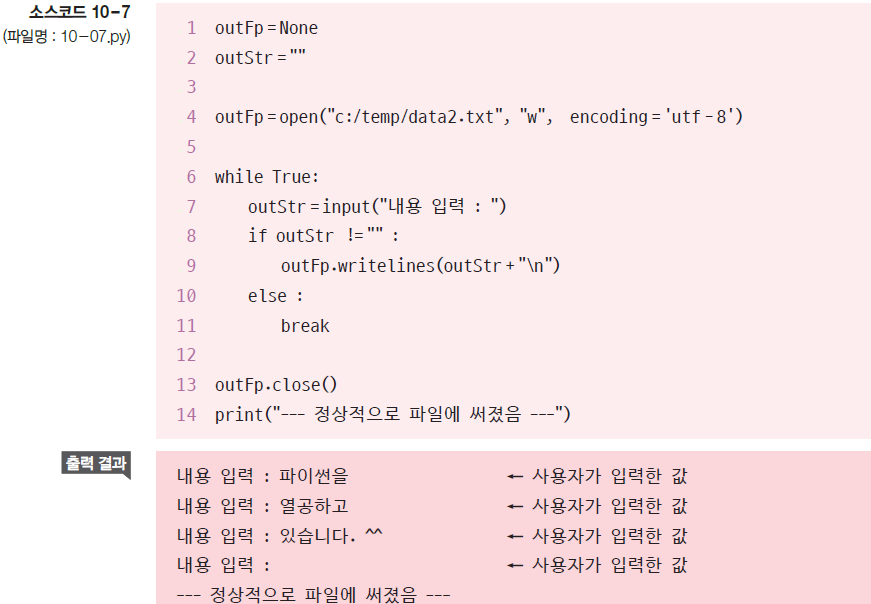 소스코드 10-7
(파일명 : 10-07.py)
1 outFp=None
2 outStr=""
3
4 outFp=open("c:/temp/data2.txt", "w", encoding='utf-8')
5
6 while True:
7 outStr=input("내용 입력 : ")
8 if outStr !="" :
9 outFp.writelines(outStr+"\n")
10 else :
11 break
12
13 outFp.close()
14 print("--- 정상적으로 파일에 써졌음 ---")
출력 결과
내용 입력 : 파이썬을 ← 사용자가 입력한 값
내용 입력 : 열공하고 ← 사용자가 입력한 값
내용 입력 : 있습니다. ^^ ← 사용자가 입력한 값
내용 입력 : ← 사용자가 입력한 값
--- 정상적으로 파일에 써졌음 ---